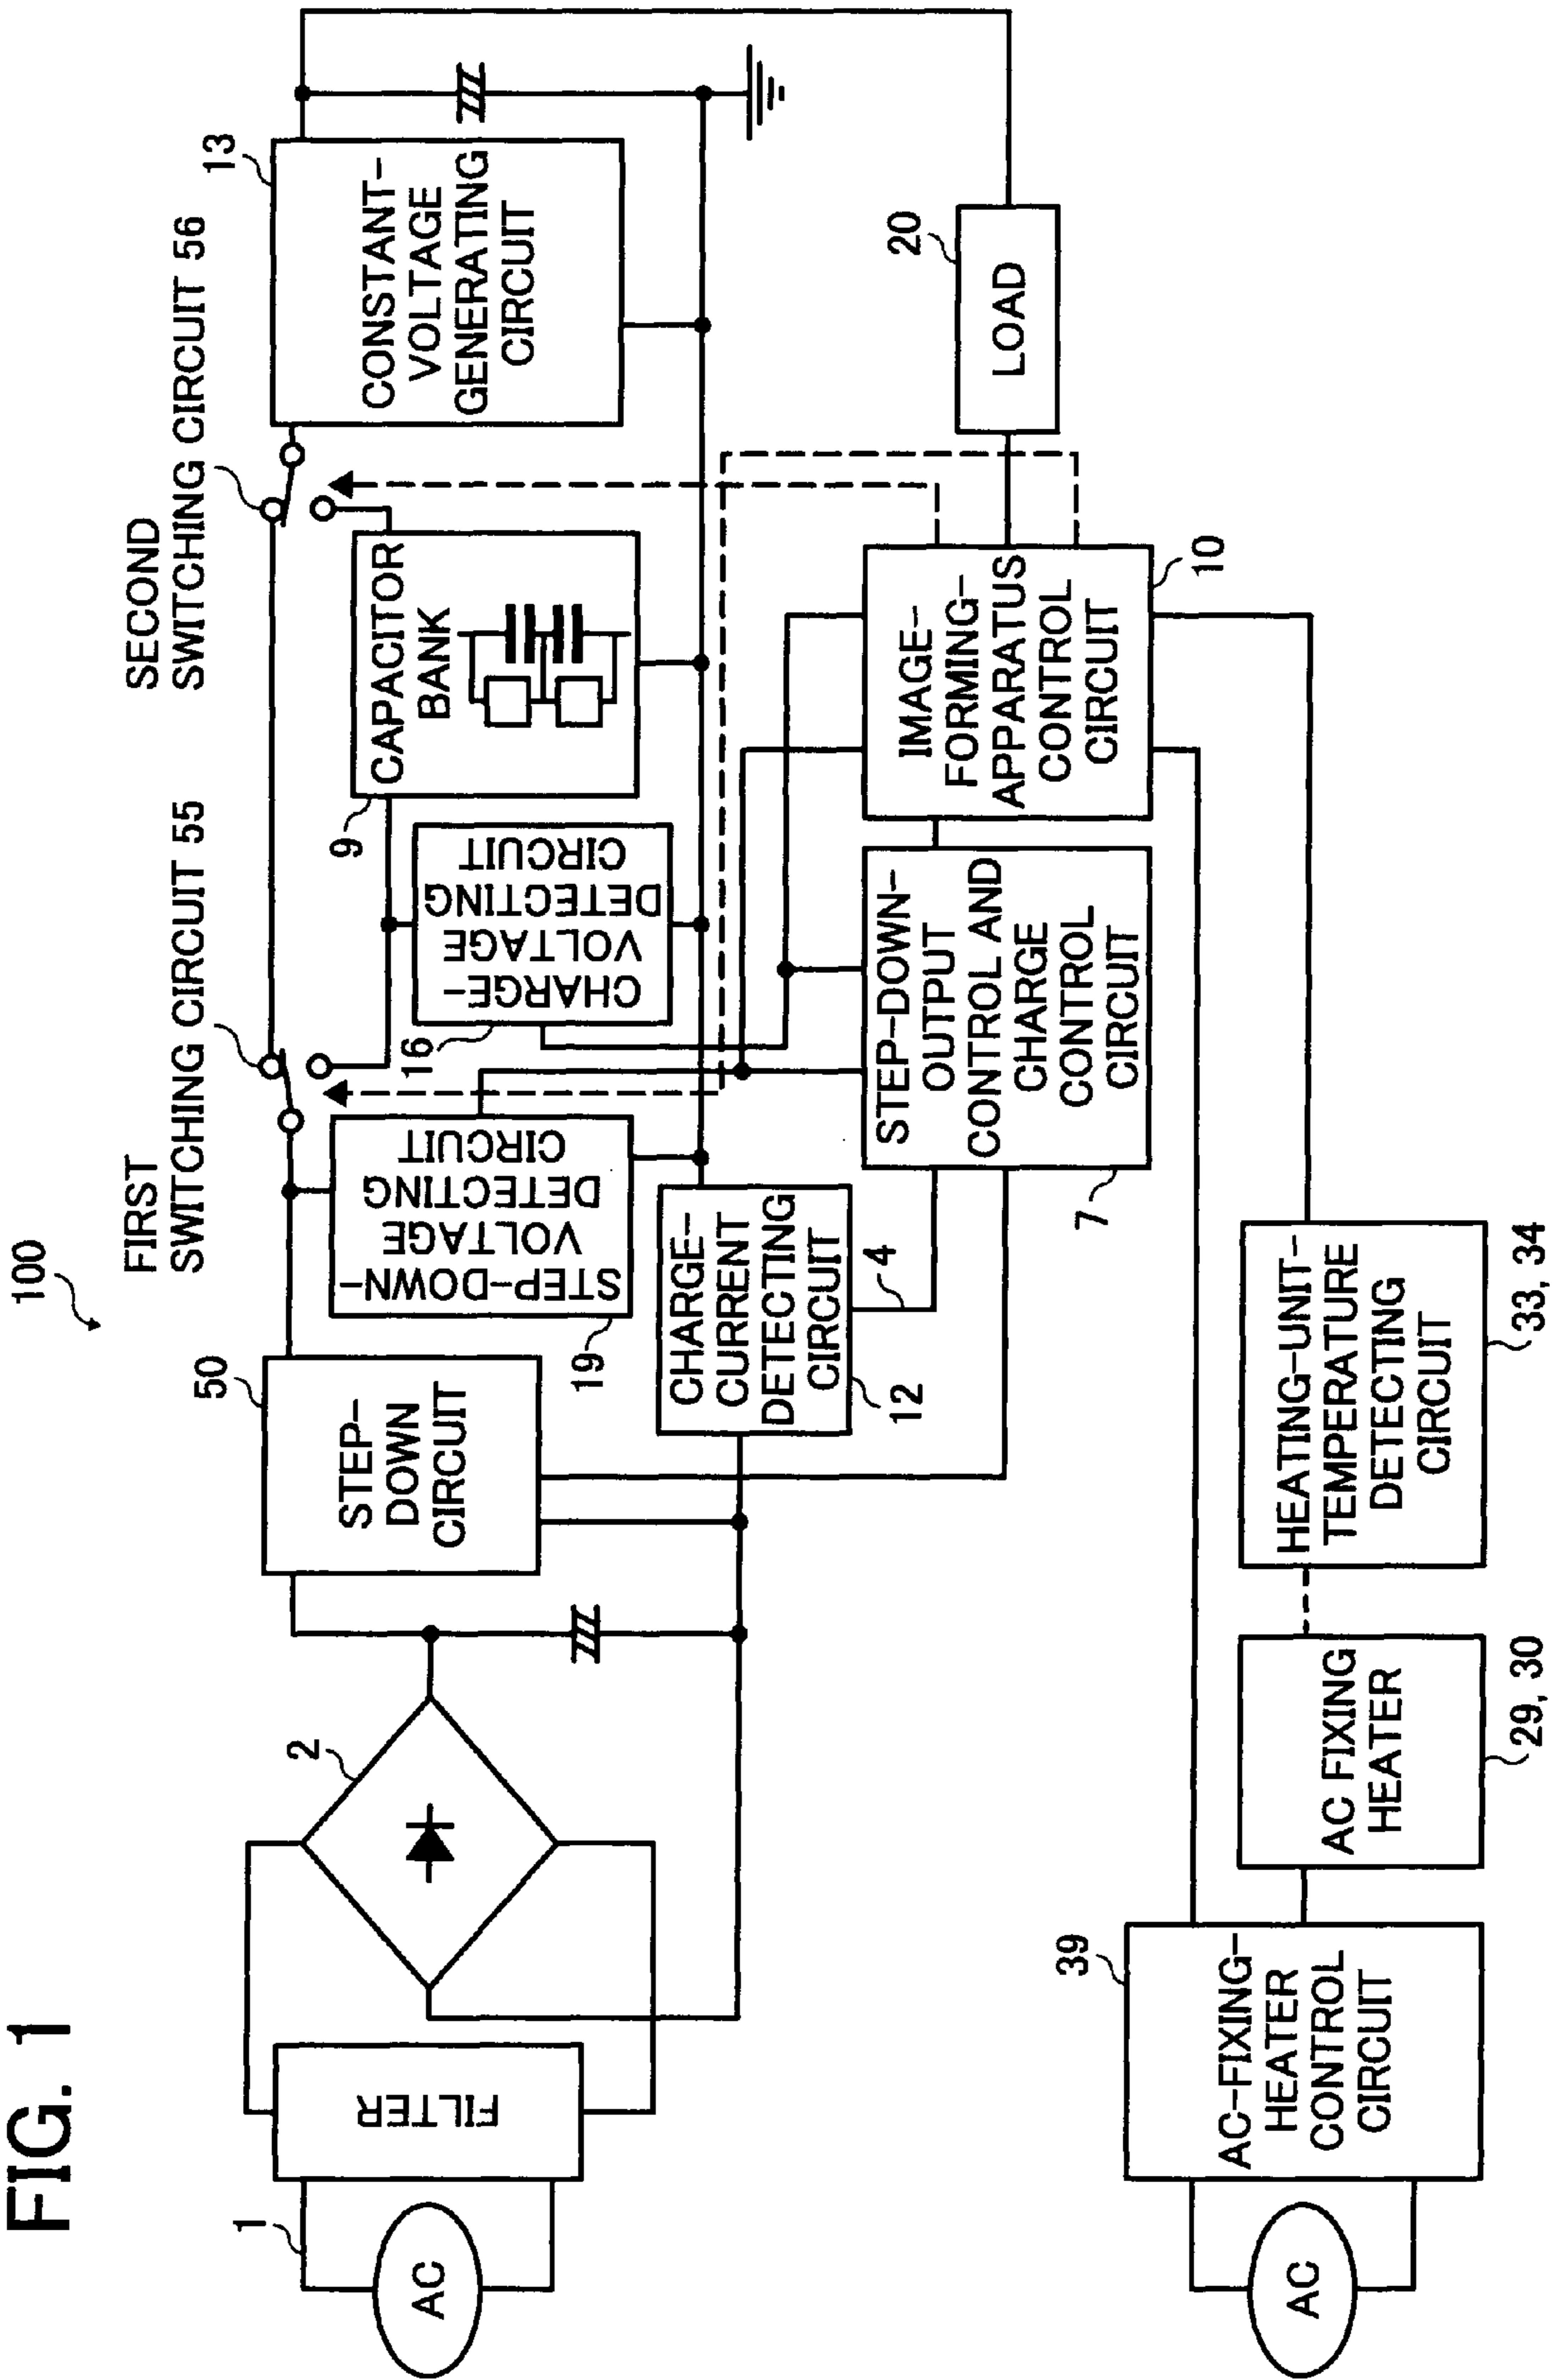 FIG. 1
100
1
AC
FILTER
2
50
STEP-
DOWN
CIRCUIT
FIRST
SWITCHING CIRCUIT 55
19
STEP-DOWN-
VOLTAGE
DETECTING
CIRCUIT
16
CHARGE-
VOLTAGE
DETECTING
CIRCUIT
9
CAPACITOR
BANK
SECOND
SWITCHING CIRCUIT 56
13
CONSTANT-
VOLTAGE
GENERATING
CIRCUIT
CHARGE-
CURRENT
DETECTING
CIRCUIT
12
4
STEP-DOWN-
OUTPUT
CONTROL AND
CHARGE
CONTROL
CIRCUIT
7
IMAGE-
FORMING-
APPARATUS
CONTROL
CIRCUIT
10
20
LOAD
AC
39
AC-FIXING-
HEATER
CONTROL
CIRCUIT
AC FIXING
HEATER
29, 30
HEATING-UNIT-
TEMPERATURE
DETECTING
CIRCUIT
33, 34